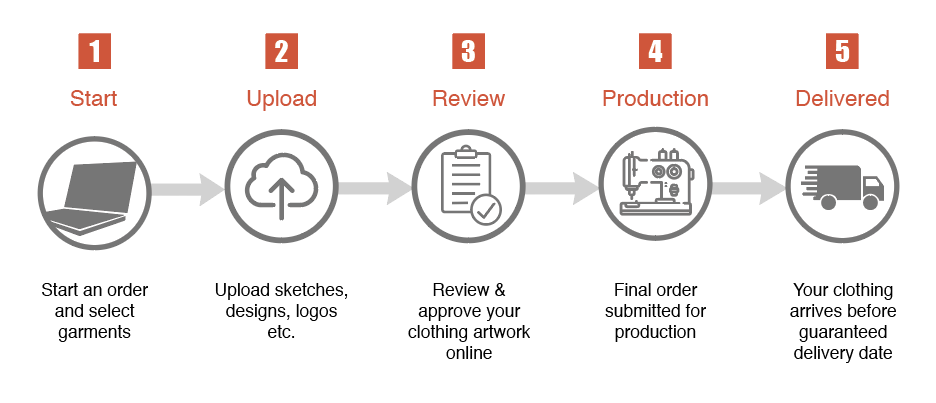 1
Start
Start an order
and select
garments
2
Upload
Upload sketches,
designs, logos
etc.
3
Review
Review &
approve your
clothing artwork
online
4
Production
Final order
submitted for
production
5
Delivered
Your clothing
arrives before
guaranteed
delivery date